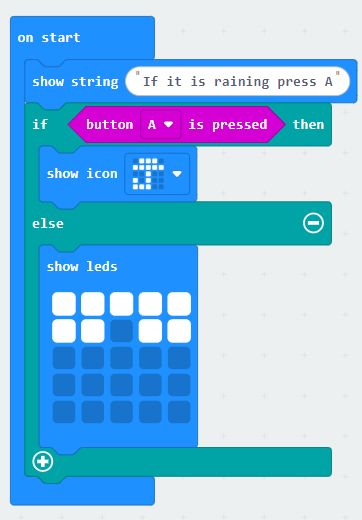 on start
show string "If it is raining press A"
if button A is pressed then
show icon
else
show leds